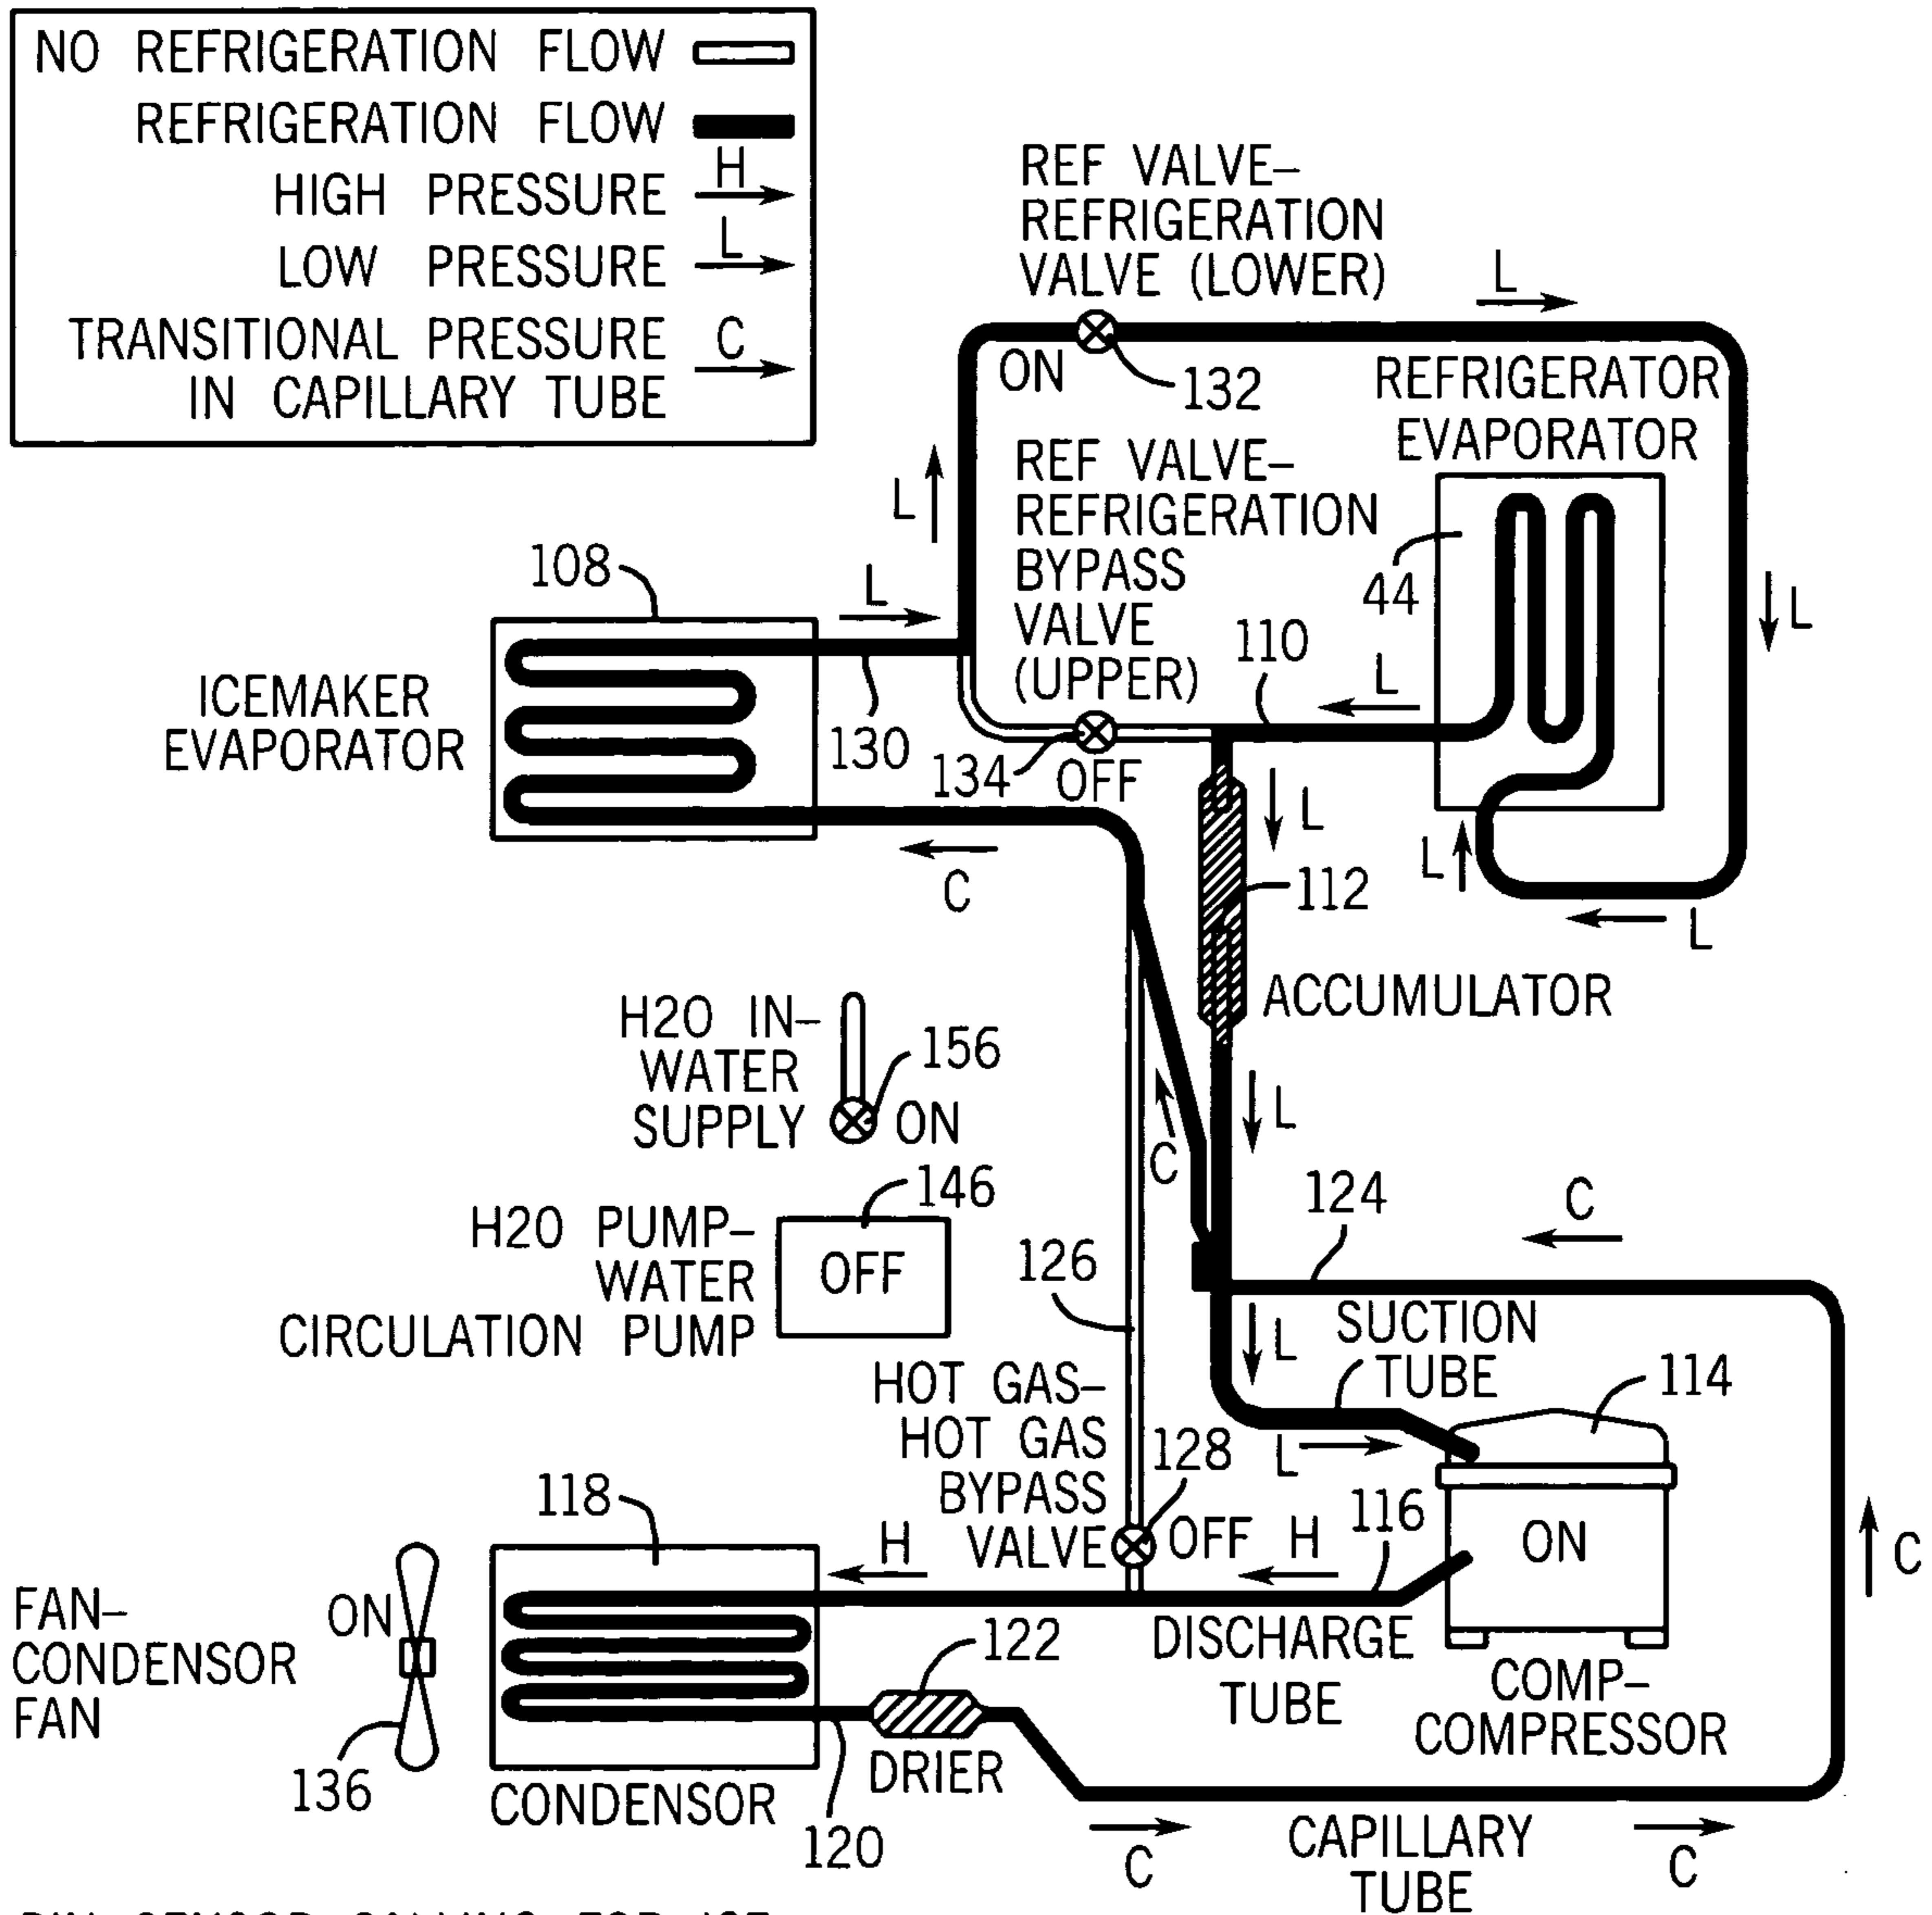 NO REFRIGERATION FLOW
REFRIGERATION FLOW
HIGH PRESSURE
H
LOW PRESSURE
L
TRANSITIONAL PRESSURE
IN CAPILLARY TUBE
C
REF VALVE–
REFRIGERATION
VALVE (LOWER)
L
ON
132
REFRIGERATOR
EVAPORATOR
REF VALVE–
REFRIGERATION
BYPASS
VALVE
(UPPER)
L
44
108
L
110
L
L
ICEMAKER
EVAPORATOR
130
134
OFF
L
L
112
C
L
ACCUMULATOR
H2O IN–
WATER
SUPPLY
156
ON
L
C
146
H2O PUMP–
WATER
CIRCULATION PUMP
OFF
124
C
126
L
SUCTION
TUBE
114
HOT GAS–
HOT GAS
BYPASS
VALVE
128
L
118
H
OFF
H
116
ON
C
FAN–
CONDENSOR
FAN
ON
122
DISCHARGE
TUBE
COMP–
COMPRESSOR
136
CONDENSOR
120
DRIER
C
CAPILLARY
TUBE
C